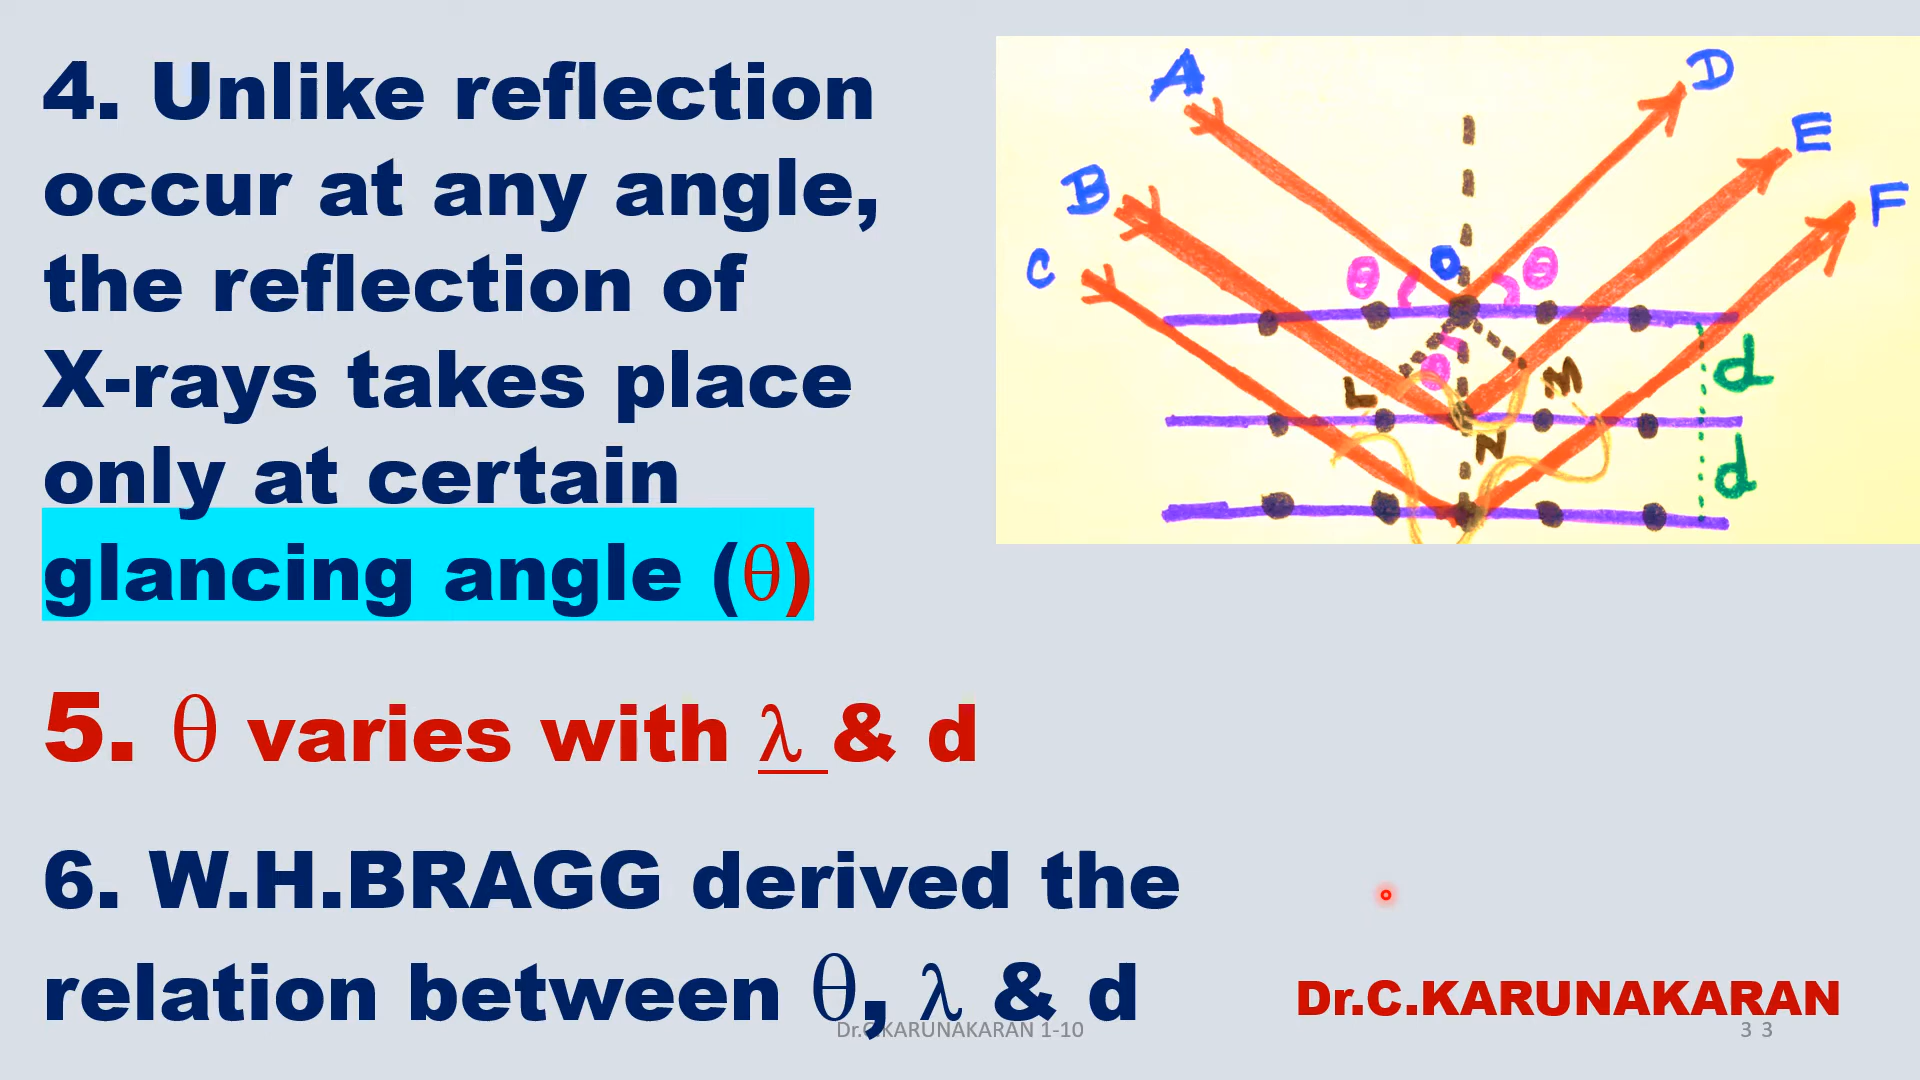 4. Unlike reflection
occur at any angle,
the reflection of
X-rays takes place
only at certain
glancing angle (θ)
5. θ varies with λ & d
6. W.H.BRAGG derived the
relation between θ, λ & d
A
D
B
E
C
F
θ
O
θ
θ
L
M
N
d
d
Dr.C.KARUNAKARAN
Dr.C.KARUNAKARAN 1-10
3 3